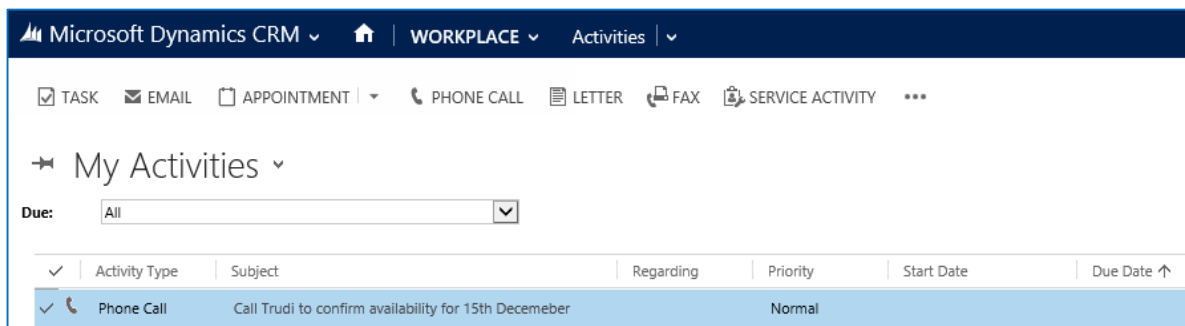 Microsoft Dynamics CRM WORKPLACE Activities
TASK EMAIL APPOINTMENT PHONE CALL LETTER FAX SERVICE ACTIVITY •••
My Activities
Due: All
Activity Type Subject Regarding Priority Start Date Due Date ↑
Phone Call Call Trudi to confirm availability for 15th Decemeber Normal